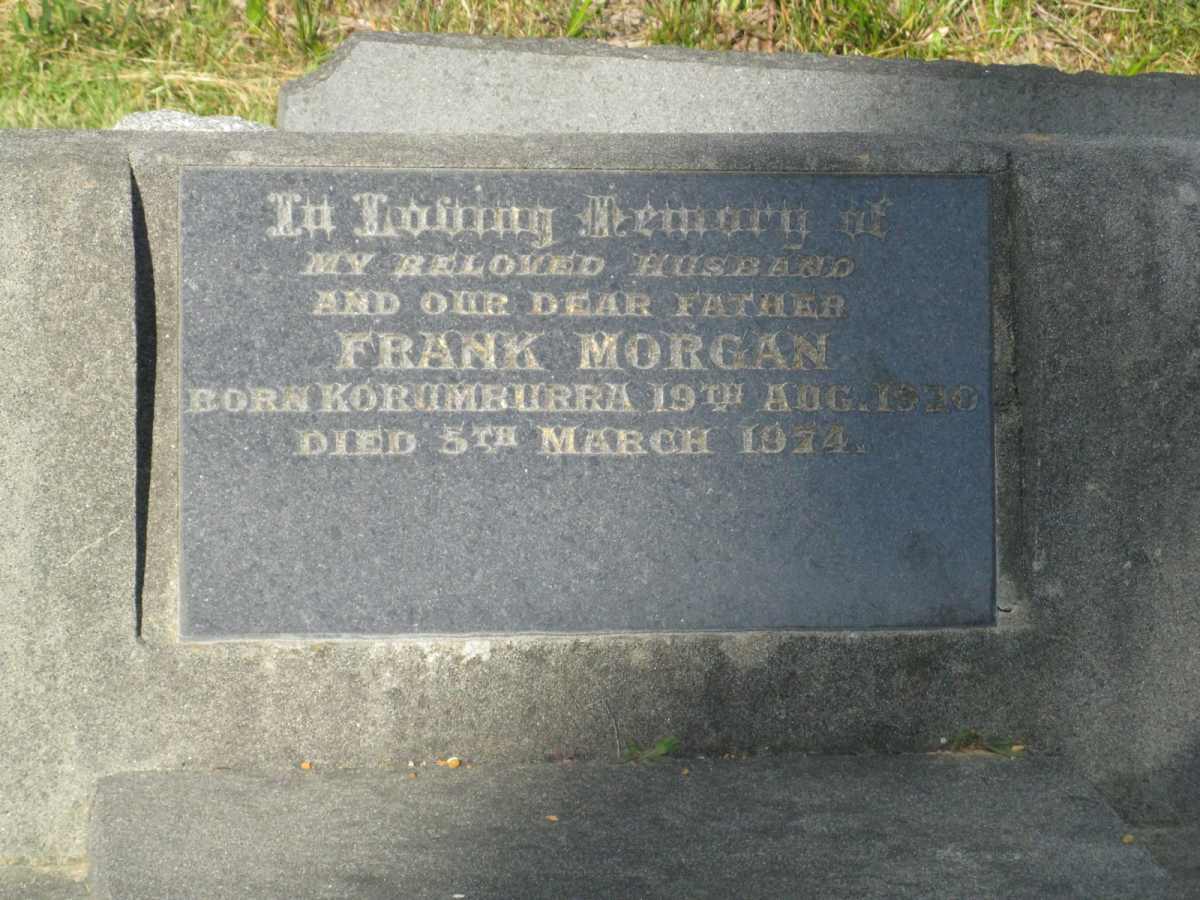 In Loving Memory of
MY BELOVED HUSBAND
AND OUR DEAR FATHER
FRANK MORGAN
BORN KORUMBURRA 19TH AUG. 1920
DIED 5TH MARCH 1974.